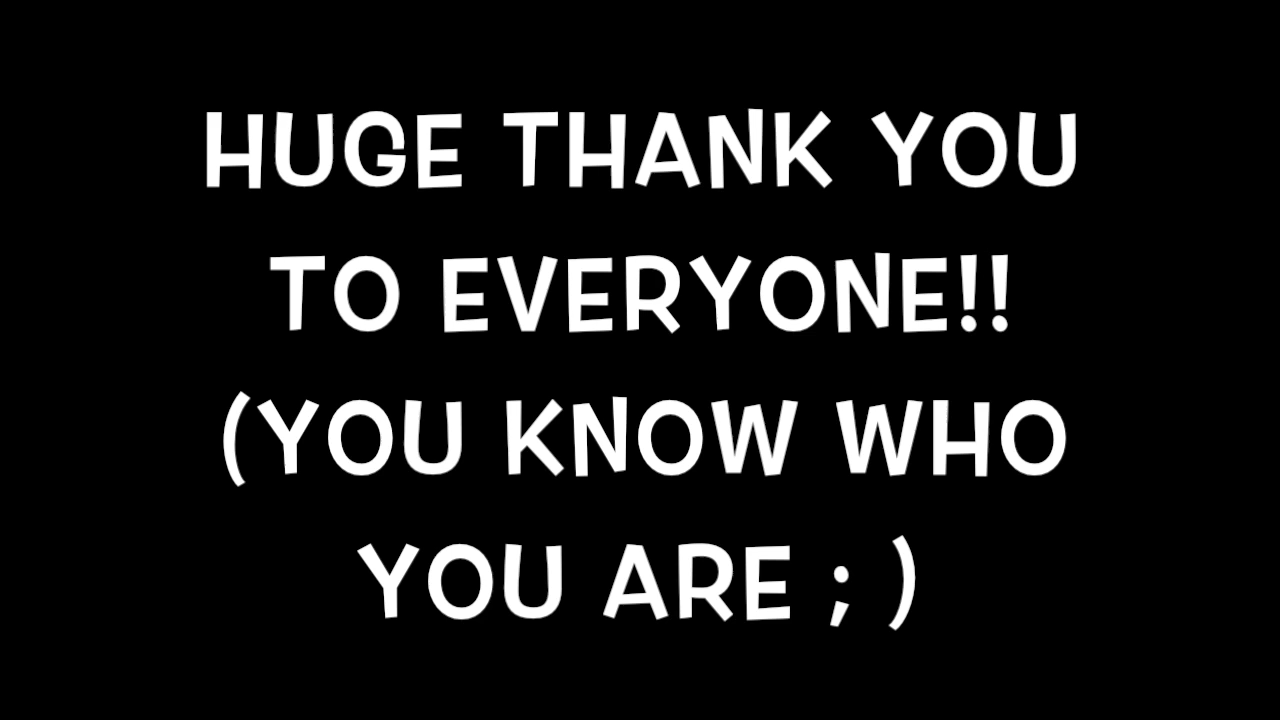 HUGE THANK YOU
TO EVERYONE!!
(YOU KNOW WHO
YOU ARE ; )